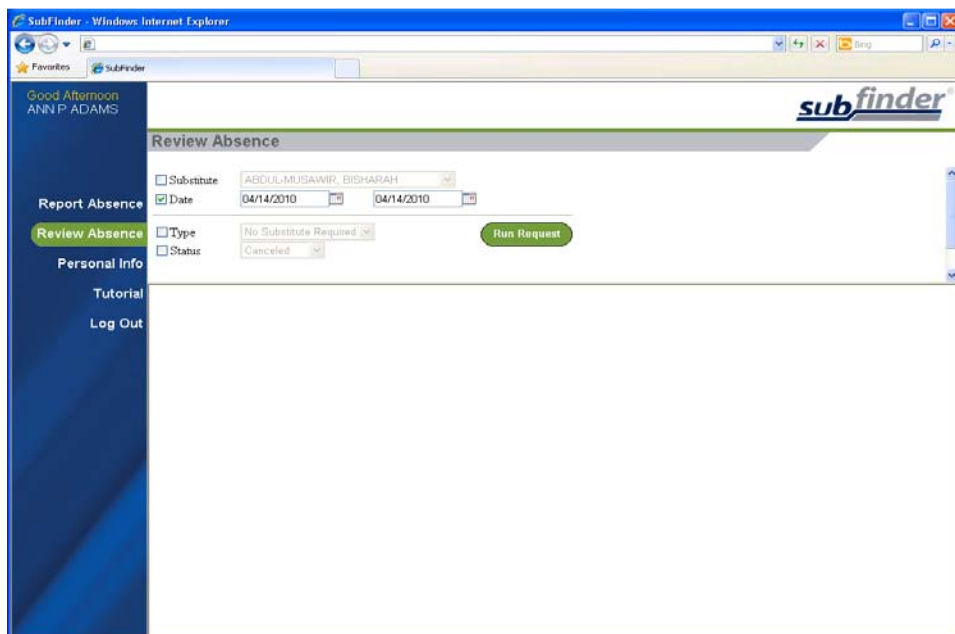 SubFinder - Windows Internet Explorer
Bing
Favorites SubFinder
Good Afternoon
ANN P ADAMS
subfinder
Review Absence
Substitute ABDUL-MUSAWIR, BISHARAH
Report Absence Date 04/14/2010 04/14/2010
Review Absence Type No Substitute Required Run Request
Status Canceled
Personal Info
Tutorial
Log Out